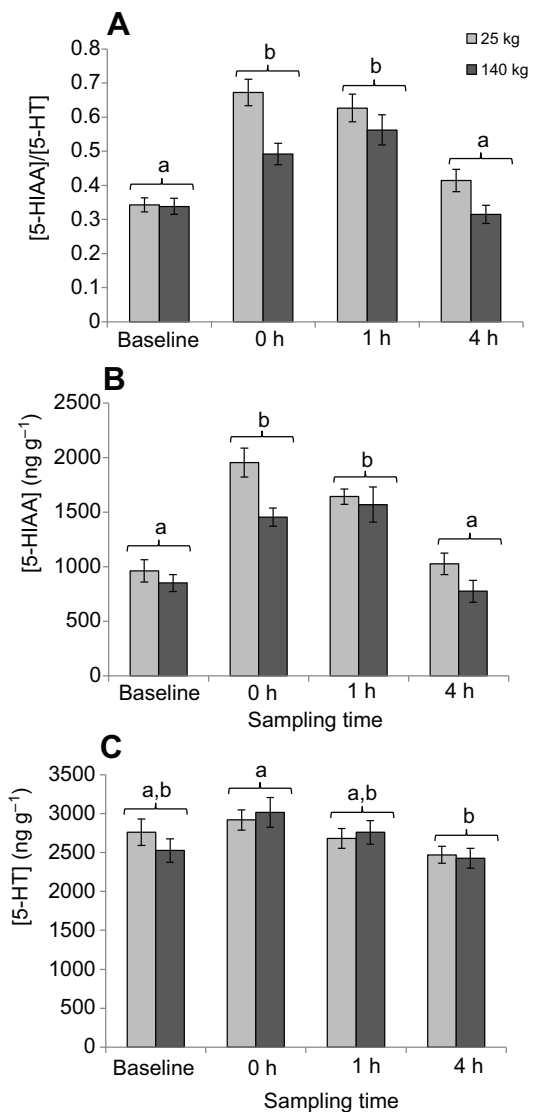 A
25 kg
140 kg
[5-HIAA]/[5-HT]
0.8
0.7
0.6
0.5
0.4
0.3
0.2
0.1
0
a
b
b
a
Baseline
0 h
1 h
4 h
B
[5-HIAA] (ng g⁻¹)
2500
2000
1500
1000
500
0
a
b
b
a
Baseline
0 h
1 h
4 h
Sampling time
C
[5-HT] (ng g⁻¹)
3500
3000
2500
2000
1500
1000
500
0
a,b
a
a,b
b
Baseline
0 h
1 h
4 h
Sampling time